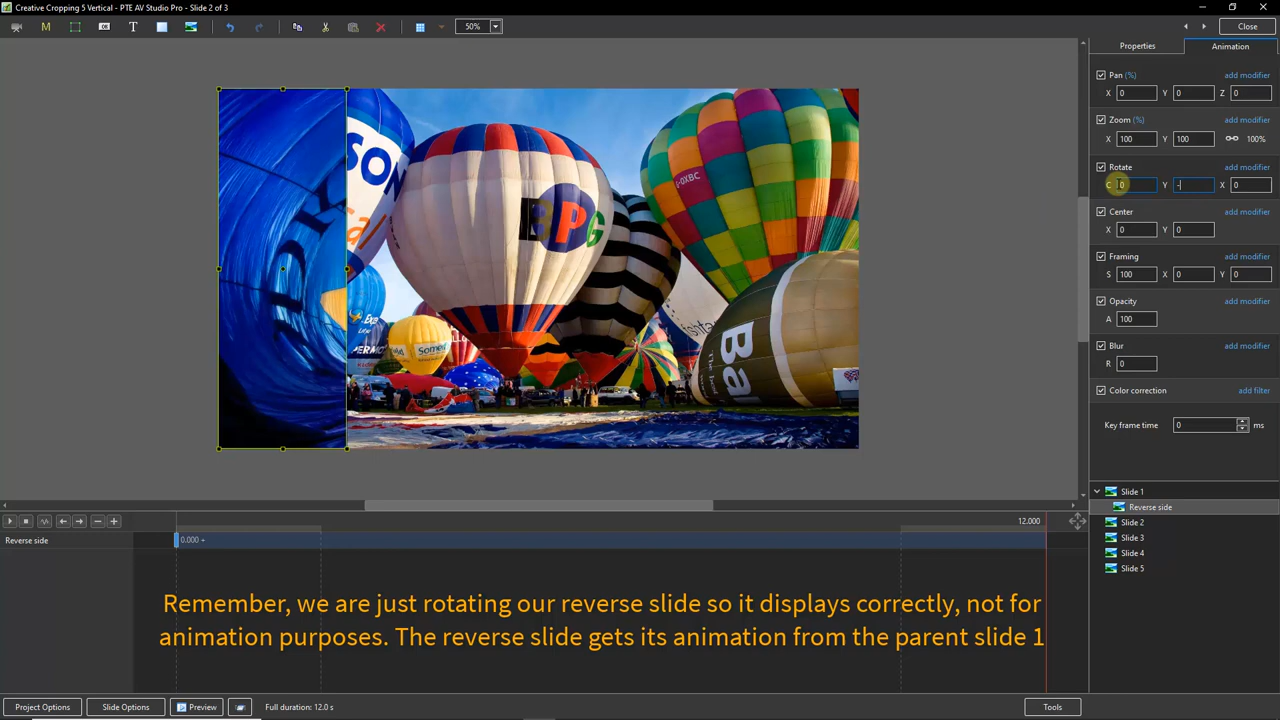 Creative Cropping 5 Vertical - PTE AV Studio Pro - Slide 2 of 3
M OK T 50% Close
Properties Animation
Pan (%) add modifier
X 0 Y 0 Z 0
Zoom (%) add modifier
X 100 Y 100 100%
Rotate add modifier
C 0 Y - X 0
Center add modifier
X 0 Y 0
Framing add modifier
S 100 X 0 Y 0
Opacity add modifier
A 100
Blur add modifier
R 0
Color correction add filter
Key frame time 0 ms
SON
G-OXBC
BPG
Ba
Slide 1
Reverse side
Slide 2
Slide 3
Slide 4
Slide 5
12.000
Reverse side 0.000
Remember, we are just rotating our reverse slide so it displays correctly, not for
animation purposes. The reverse slide gets its animation from the parent slide 1
Project Options Slide Options Preview Full duration: 12.0 s Tools